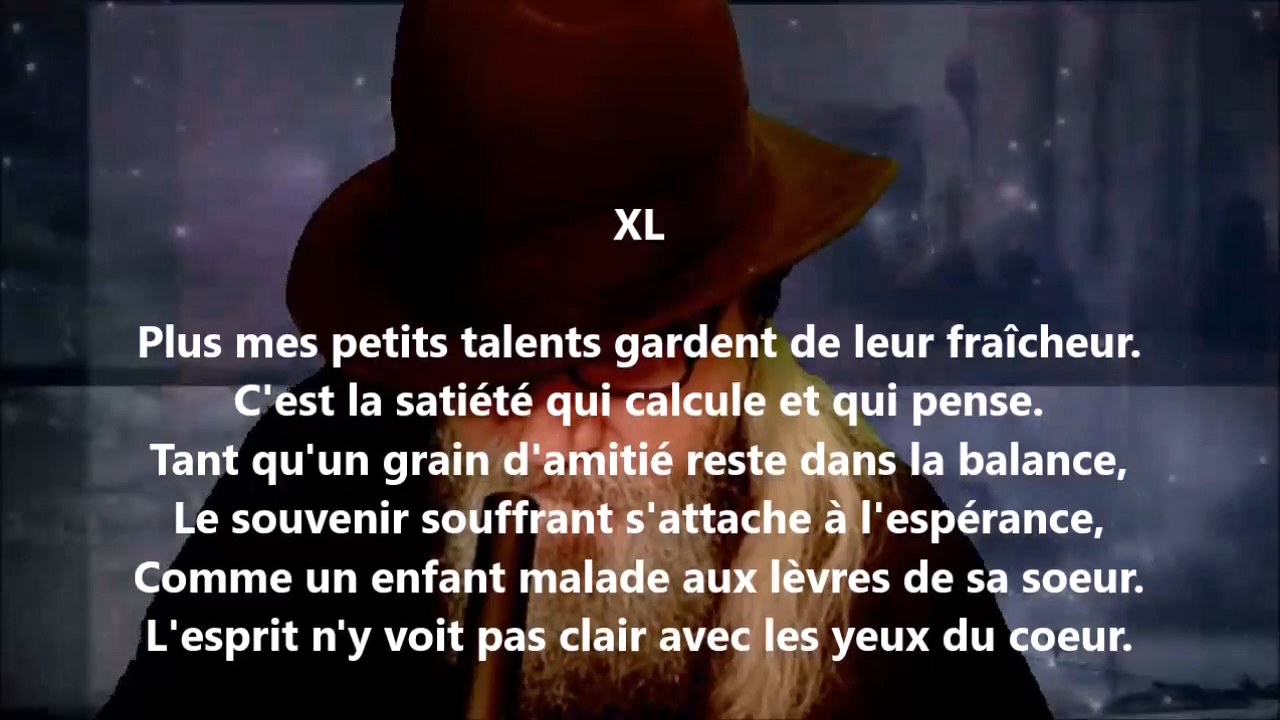 XL
Plus mes petits talents gardent de leur fraîcheur.
C'est la satiété qui calcule et qui pense.
Tant qu'un grain d'amitié reste dans la balance,
Le souvenir souffrant s'attache à l'espérance,
Comme un enfant malade aux lèvres de sa soeur.
L'esprit n'y voit pas clair avec les yeux du coeur.